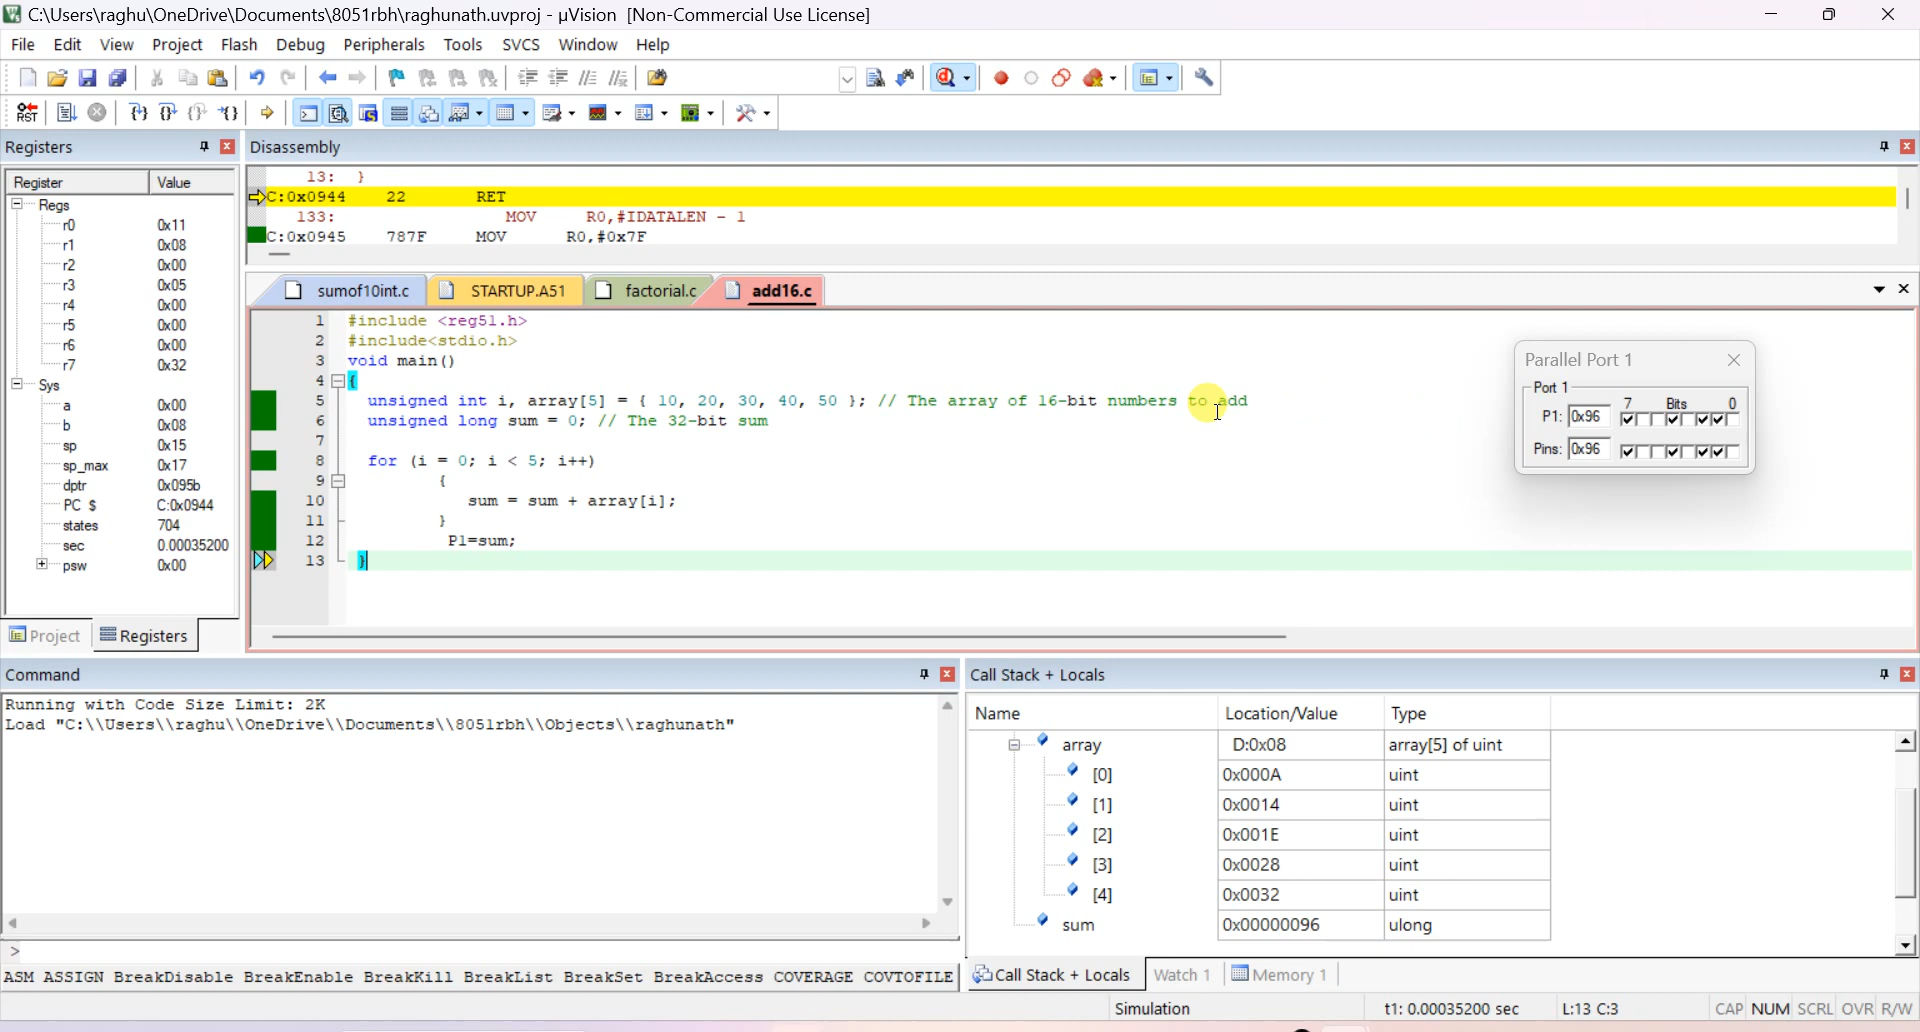 C:\Users\raghu\OneDrive\Documents\8051rbh\raghunath.uvproj - µVision [Non-Commercial Use License]
File Edit View Project Flash Debug Peripherals Tools SVCS Window Help
RST
Registers
Register Value
Regs
r0 0x11
r1 0x08
r2 0x00
r3 0x05
r4 0x00
r5 0x00
r6 0x00
r7 0x32
Sys
a 0x00
b 0x08
sp 0x15
sp_max 0x17
dptr 0x095b
PC $ C:0x0944
states 704
sec 0.00035200
psw 0x00
Project Registers
Disassembly
13: }
C:0x0944 22 RET
133: MOV R0,#IDATALEN - 1
C:0x0945 787F MOV R0,#0x7F
sumof10int.c STARTUP.A51 factorial.c add16.c
1 #include <reg51.h>
2 #include<stdio.h>
3 void main()
4 {
5 unsigned int i, array[5] = { 10, 20, 30, 40, 50 }; // The array of 16-bit numbers to add
6 unsigned long sum = 0; // The 32-bit sum
7
8 for (i = 0; i < 5; i++)
9 {
10 sum = sum + array[i];
11 }
12 P1=sum;
13 }
Parallel Port 1
Port 1
7 Bits 0
P1: 0x96
Pins: 0x96
Command
Running with Code Size Limit: 2K
Load "C:\\Users\\raghu\\OneDrive\\Documents\\8051rbh\\Objects\\raghunath"
>
ASM ASSIGN BreakDisable BreakEnable BreakKill BreakList BreakSet BreakAccess COVERAGE COVTOFILE
Call Stack + Locals
Name Location/Value Type
array D:0x08 array[5] of uint
[0] 0x000A uint
[1] 0x0014 uint
[2] 0x001E uint
[3] 0x0028 uint
[4] 0x0032 uint
sum 0x00000096 ulong
Call Stack + Locals Watch 1 Memory 1
Simulation t1: 0.00035200 sec L:13 C:3 CAP NUM SCRL OVR R/W